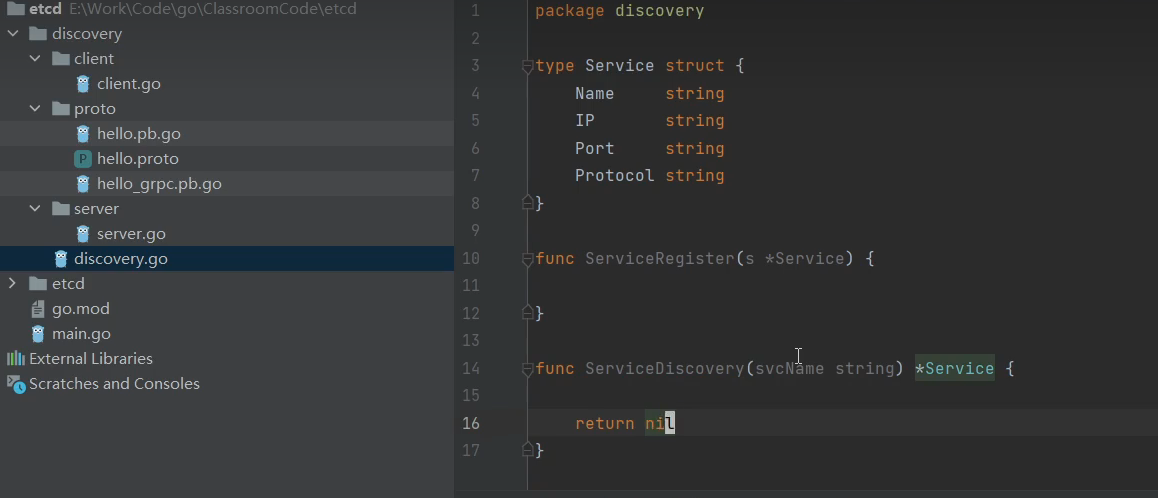 etcd E:\Work\Code\go\ClassroomCode\etcd
discovery
client
client.go
proto
hello.pb.go
P hello.proto
hello_grpc.pb.go
server
server.go
discovery.go
etcd
go.mod
main.go
External Libraries
Scratches and Consoles
1 package discovery
2
3 type Service struct {
4 Name string
5 IP string
6 Port string
7 Protocol string
8 }
9
10 func ServiceRegister(s *Service) {
11
12 }
13
14 func ServiceDiscovery(svcName string) *Service {
15
16 return nil
17 }